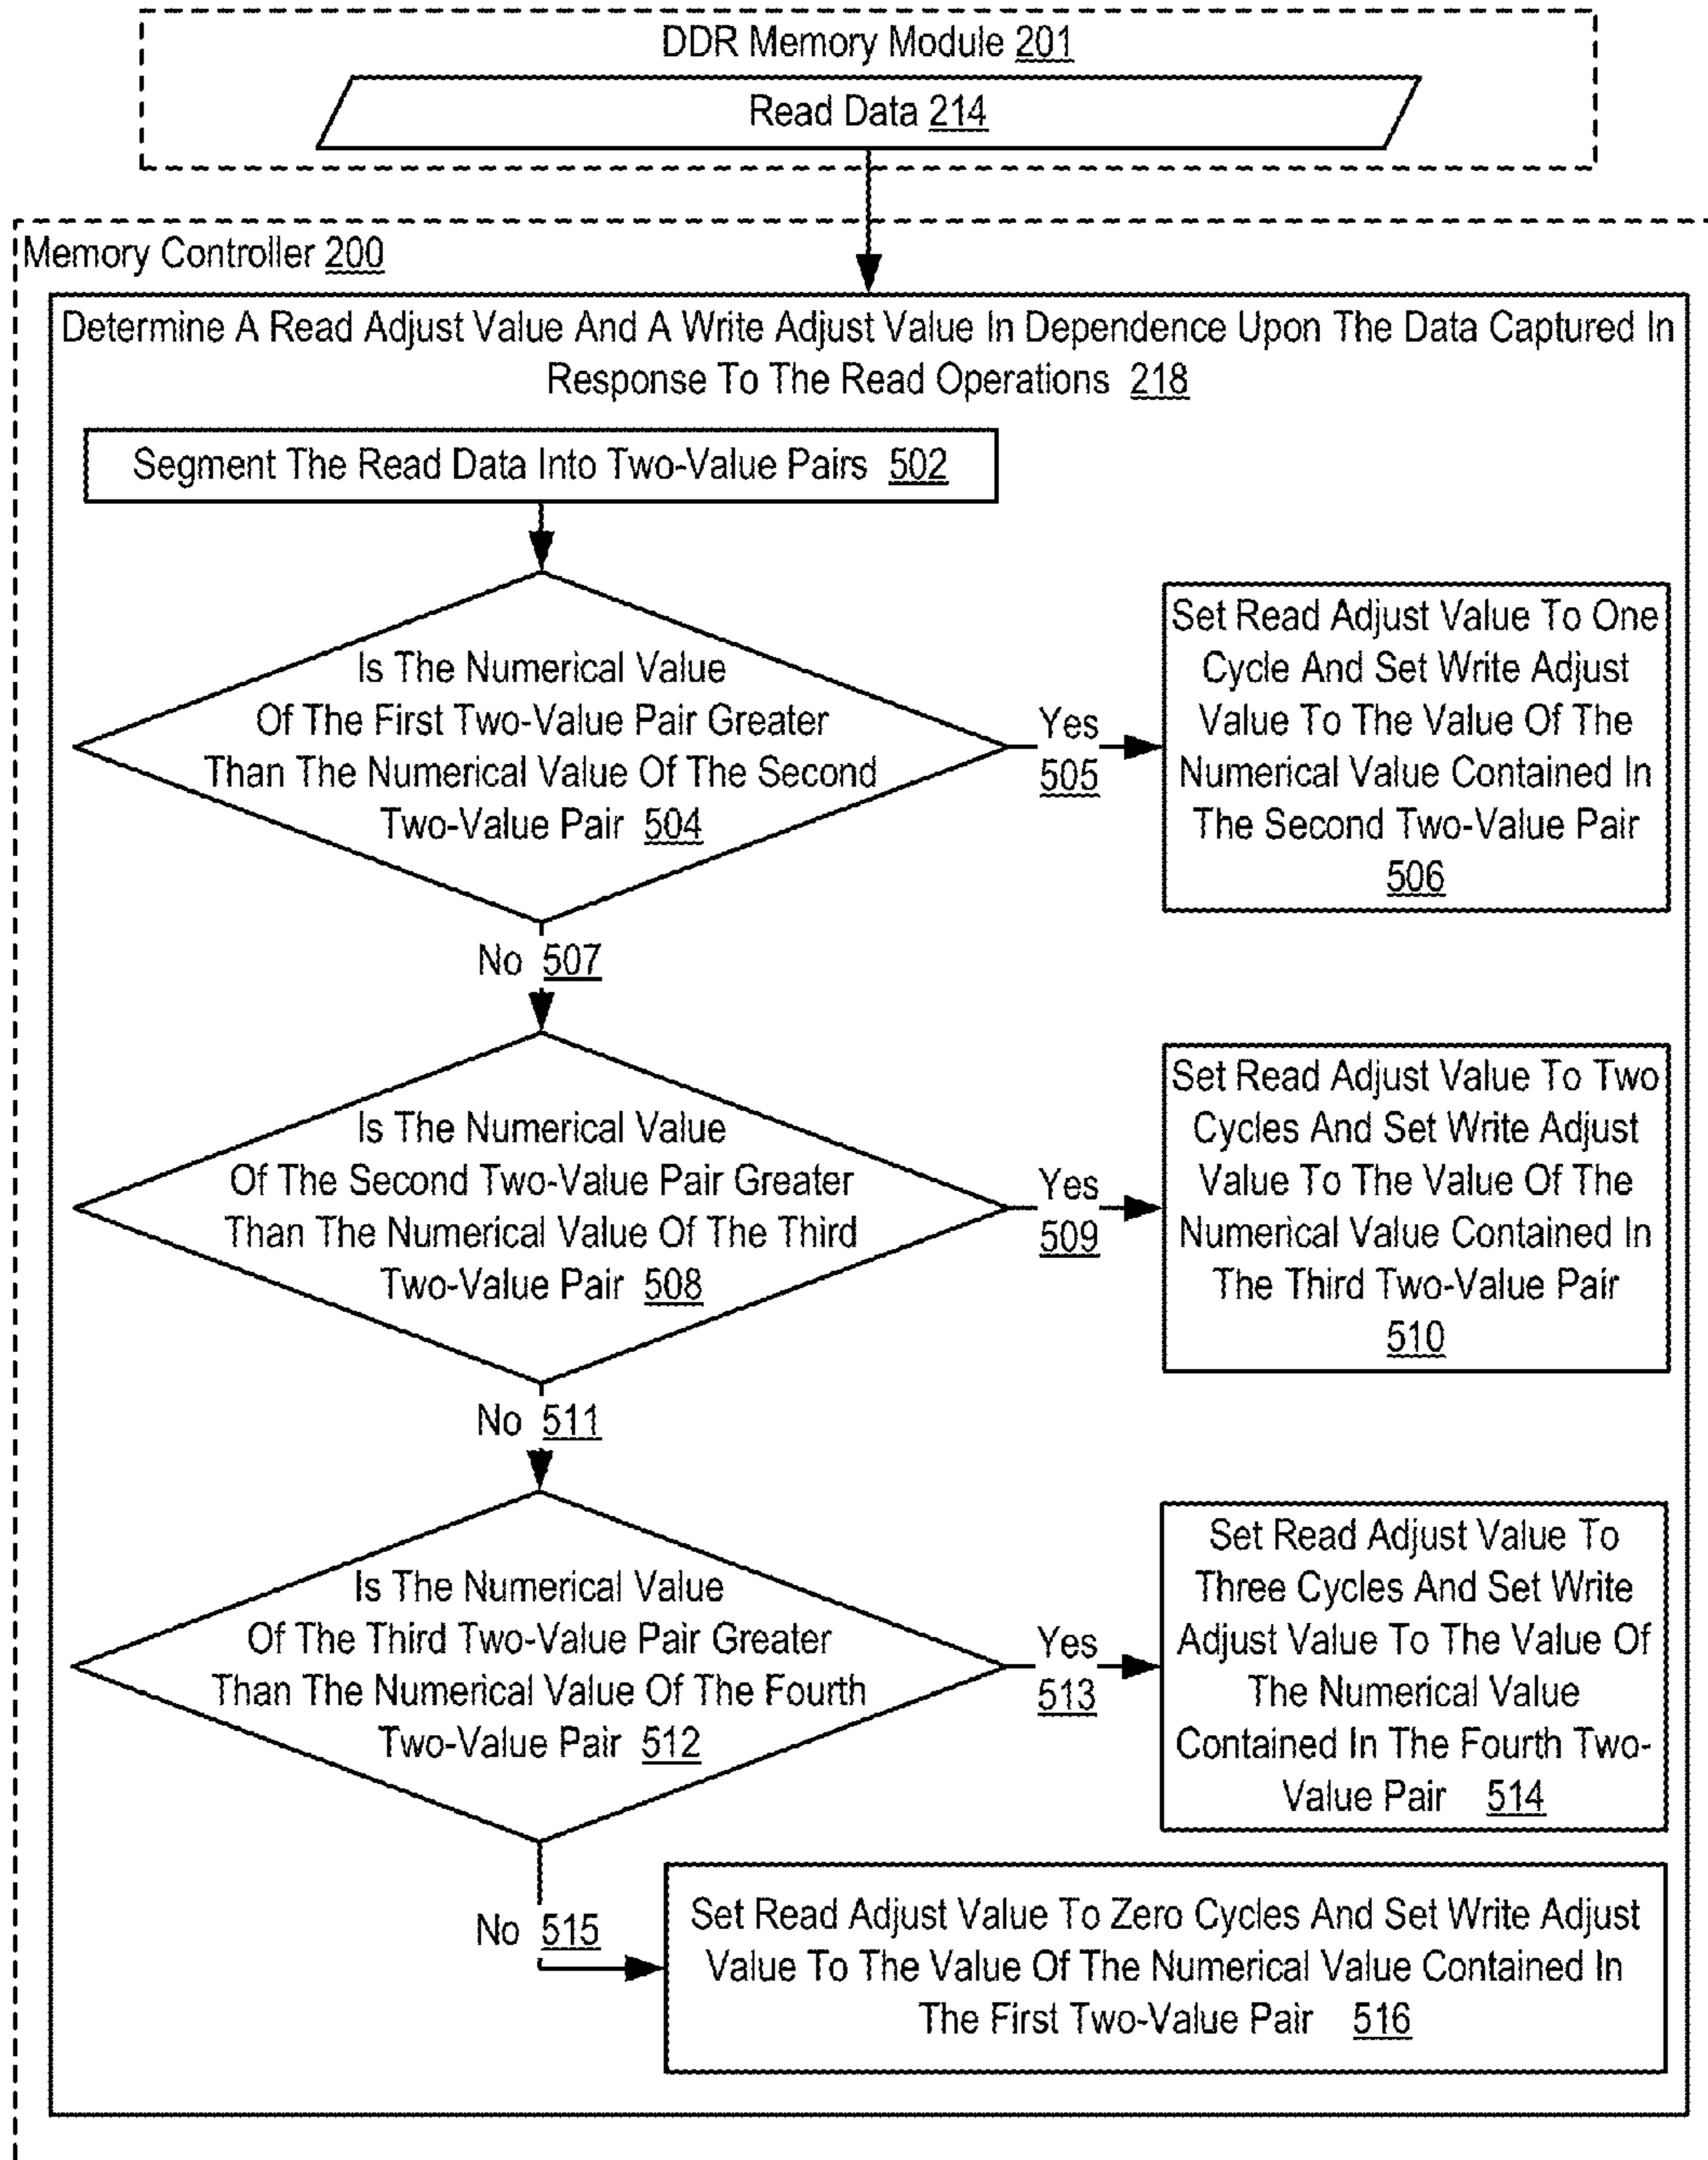 DDR Memory Module 201
Read Data 214
Memory Controller 200
Determine A Read Adjust Value And A Write Adjust Value In Dependence Upon The Data Captured In
Response To The Read Operations 218
Segment The Read Data Into Two-Value Pairs 502
Is The Numerical Value
Of The First Two-Value Pair Greater
Than The Numerical Value Of The Second
Two-Value Pair 504
Yes
505
Set Read Adjust Value To One
Cycle And Set Write Adjust
Value To The Value Of The
Numerical Value Contained In
The Second Two-Value Pair
506
No 507
Is The Numerical Value
Of The Second Two-Value Pair Greater
Than The Numerical Value Of The Third
Two-Value Pair 508
Yes
509
Set Read Adjust Value To Two
Cycles And Set Write Adjust
Value To The Value Of The
Numerical Value Contained In
The Third Two-Value Pair
510
No 511
Is The Numerical Value
Of The Third Two-Value Pair Greater
Than The Numerical Value Of The Fourth
Two-Value Pair 512
Yes
513
Set Read Adjust Value To
Three Cycles And Set Write
Adjust Value To The Value Of
The Numerical Value
Contained In The Fourth Two-
Value Pair 514
No 515
Set Read Adjust Value To Zero Cycles And Set Write Adjust
Value To The Value Of The Numerical Value Contained In
The First Two-Value Pair 516